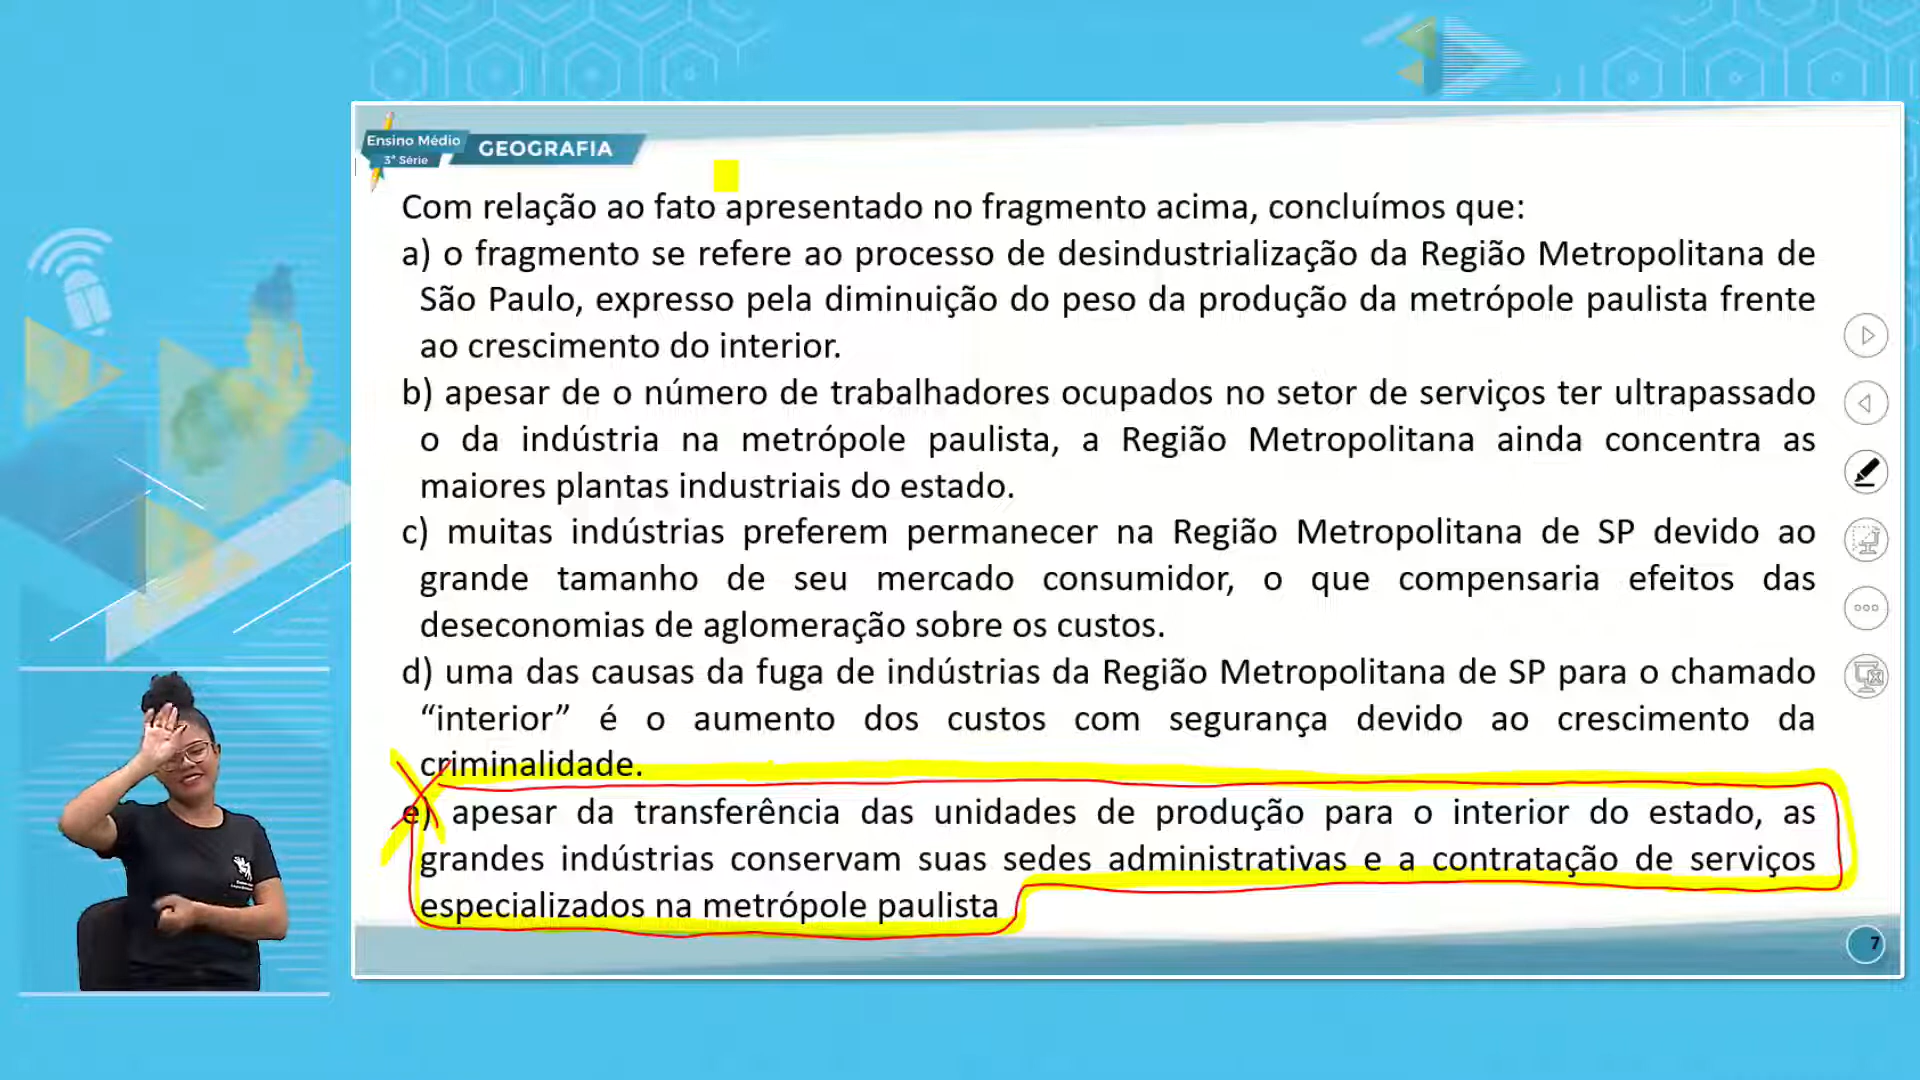 Ensino Médio
3ª Série
GEOGRAFIA
Com relação ao fato apresentado no fragmento acima, concluímos que:
a) o fragmento se refere ao processo de desindustrialização da Região Metropolitana de
São Paulo, expresso pela diminuição do peso da produção da metrópole paulista frente
ao crescimento do interior.
b) apesar de o número de trabalhadores ocupados no setor de serviços ter ultrapassado
o da indústria na metrópole paulista, a Região Metropolitana ainda concentra as
maiores plantas industriais do estado.
c) muitas indústrias preferem permanecer na Região Metropolitana de SP devido ao
grande tamanho de seu mercado consumidor, o que compensaria efeitos das
deseconomias de aglomeração sobre os custos.
d) uma das causas da fuga de indústrias da Região Metropolitana de SP para o chamado
“interior” é o aumento dos custos com segurança devido ao crescimento da
criminalidade.
e) apesar da transferência das unidades de produção para o interior do estado, as
grandes indústrias conservam suas sedes administrativas e a contratação de serviços
especializados na metrópole paulista
7